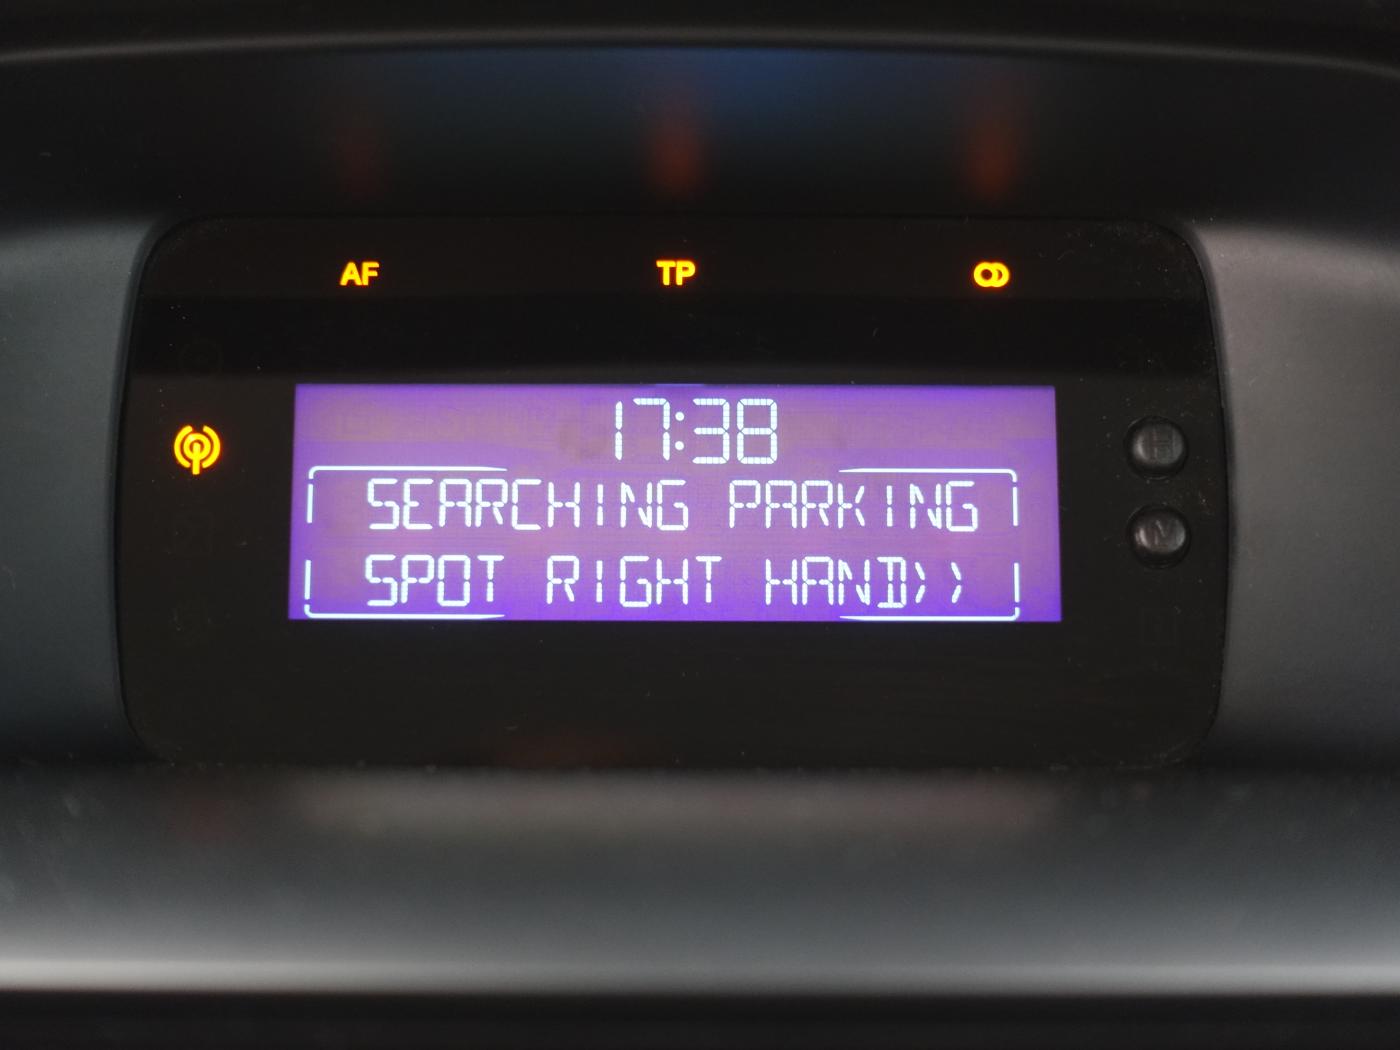 AF TP
17:38
SEARCHING PARKING
SPOT RIGHT HAND>>